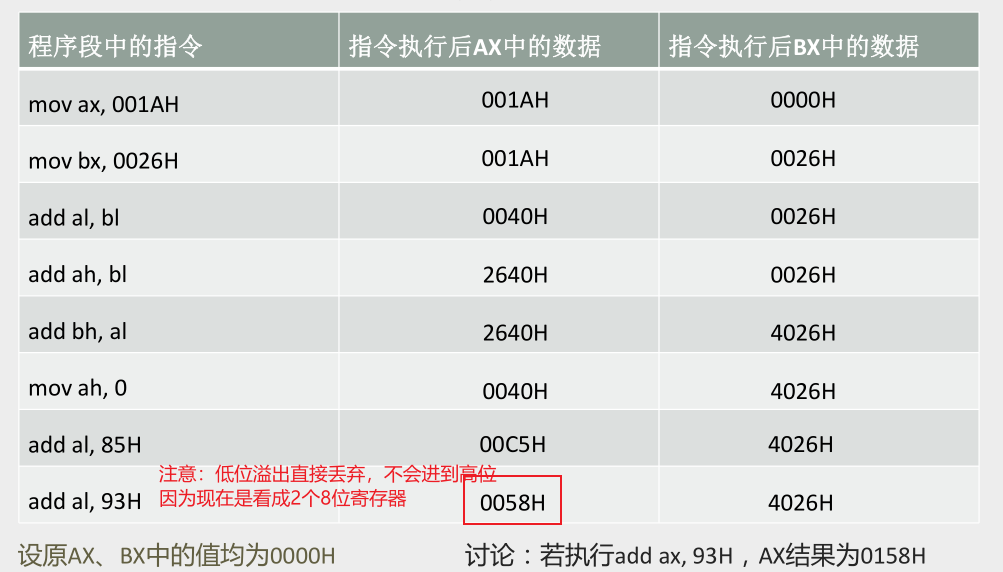 程序段中的指令 指令执行后AX中的数据 指令执行后BX中的数据
mov ax, 001AH 001AH 0000H
mov bx, 0026H 001AH 0026H
add al, bl 0040H 0026H
add ah, bl 2640H 0026H
add bh, al 2640H 4026H
mov ah, 0 0040H 4026H
add al, 85H 00C5H 4026H
注意：低位溢出直接丢弃，不会进到高位
因为现在是看成2个8位寄存器
add al, 93H 0058H 4026H
设原AX、BX中的值均为0000H 讨论：若执行add ax, 93H，AX结果为0158H